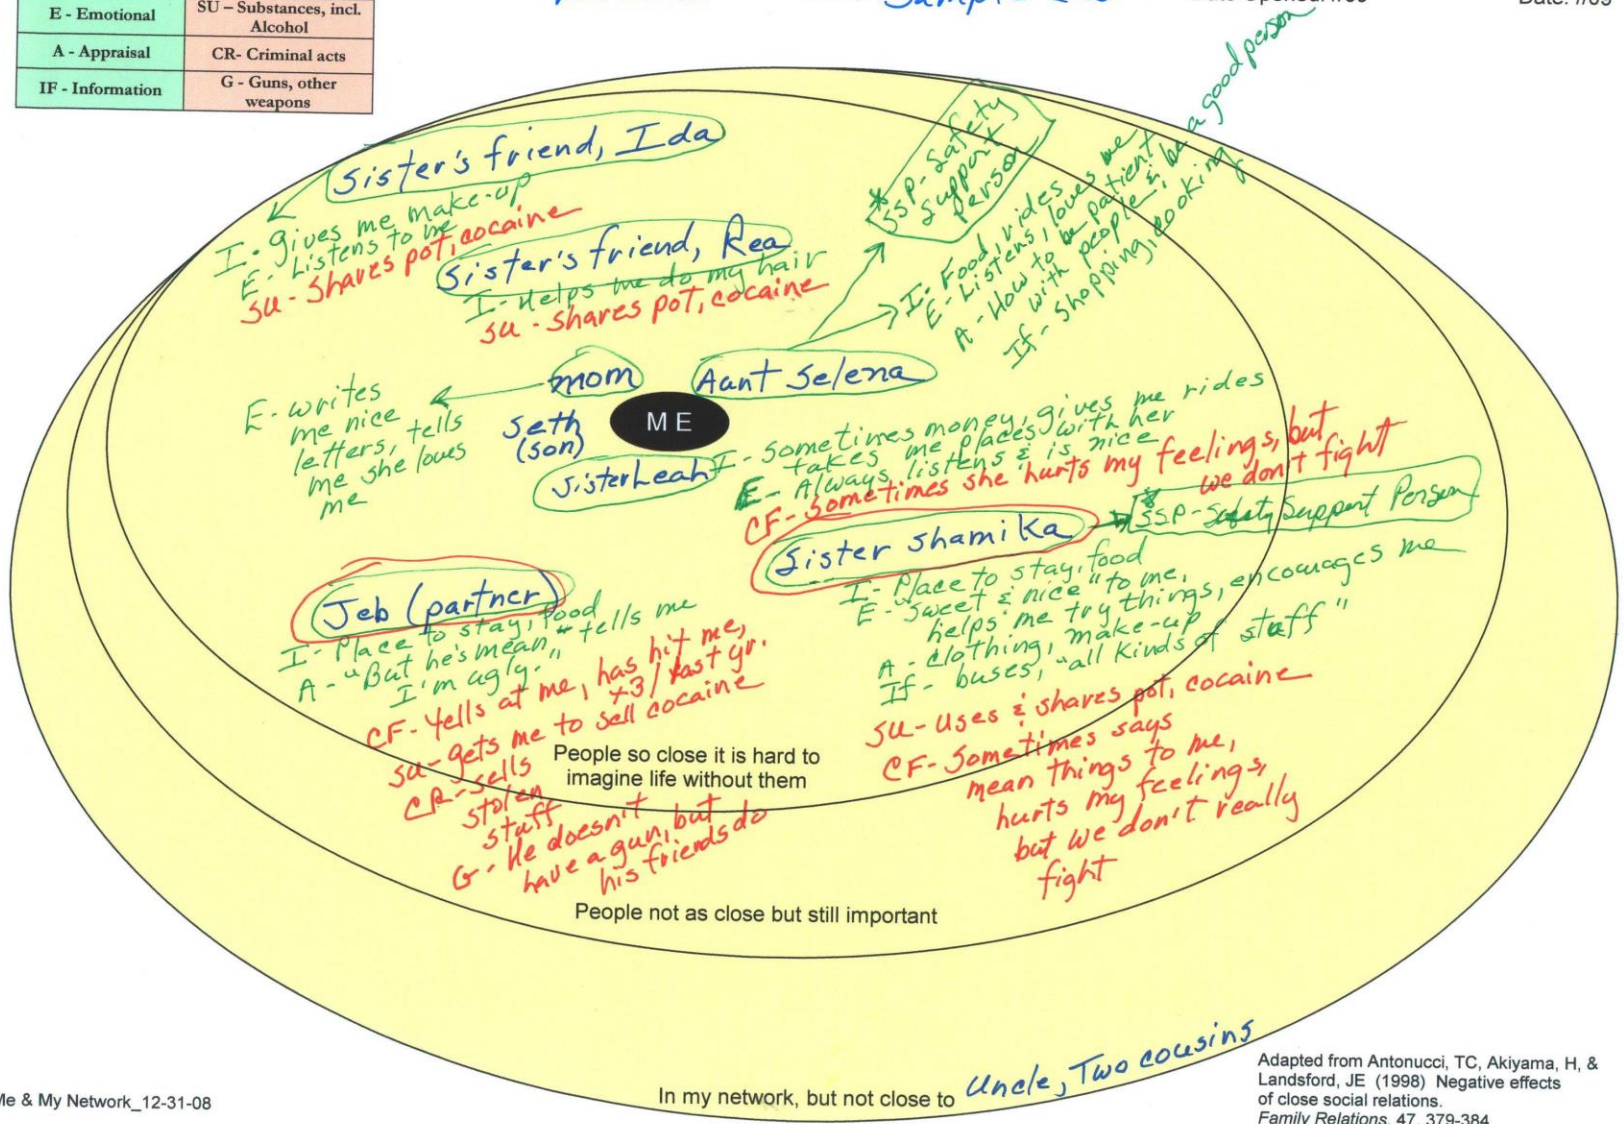 E - Emotional
SU – Substances, incl.
Alcohol
A - Appraisal
CR- Criminal acts
IF - Information
G - Guns, other
weapons
Date: 7/09
Sister's friend, Ida
I - Gives me make-up
E - Listens to me
SU - Shares pot, cocaine
Sister's friend, Rea
I - Helps me do my hair
SU - Shares pot, cocaine
* SSP - Safety
Support
Person
I - Food, rides
E - Listens, loves me
A - How to be patient
with people & be a good person
If - Shopping, cooking
mom
E - writes
me nice
letters, tells
me she loves
me
Aunt Selena
Seth
(son)
ME
Sister Leah
I - Sometimes money, gives me rides
takes me places with her
E - Always listens & is nice
CF - Sometimes she hurts my feelings, but
we don't fight
Sister Shamika
* SSP - Safety Support Person
I - Place to stay, food
E - "Sweet & nice" to me,
helps me try things, encourages me
A - Clothing, make-up
If - buses, "all kinds of stuff"
SU - Uses & shares pot, cocaine
CF - Sometimes says
mean things to me,
hurts my feelings,
but we don't really
fight
Jeb (partner)
I - Place to stay, food
A - "But he's mean," tells me
I'm ugly."
CF - Yells at me, has hit me,
x3/last yr.
SU - gets me to sell cocaine
CR - sells
stolen
stuff
G - He doesn't
have a gun, but
his friends do
People so close it is hard to
imagine life without them
People not as close but still important
In my network, but not close to Uncle, Two cousins
Me & My Network_12-31-08
Adapted from Antonucci, TC, Akiyama, H, &
Landsford, JE (1998) Negative effects
of close social relations.
Family Relations, 47, 379-384